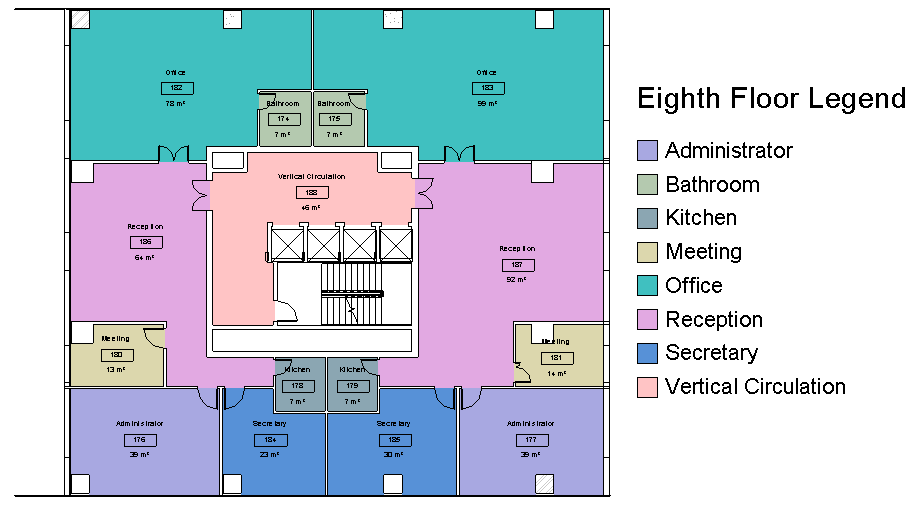 Office
182
78 m²
Office
183
99 m²
Bathroom
174
7 m²
Bathroom
175
7 m²
Vertical Circulation
188
46 m²
Reception
186
64 m²
Reception
187
92 m²
Meeting
180
13 m²
Meeting
181
14 m²
Kitchen
178
7 m²
Kitchen
179
7 m²
Administrator
176
39 m²
Secretary
184
23 m²
Secretary
185
30 m²
Administrator
177
39 m²
Eighth Floor Legend
Administrator
Bathroom
Kitchen
Meeting
Office
Reception
Secretary
Vertical Circulation